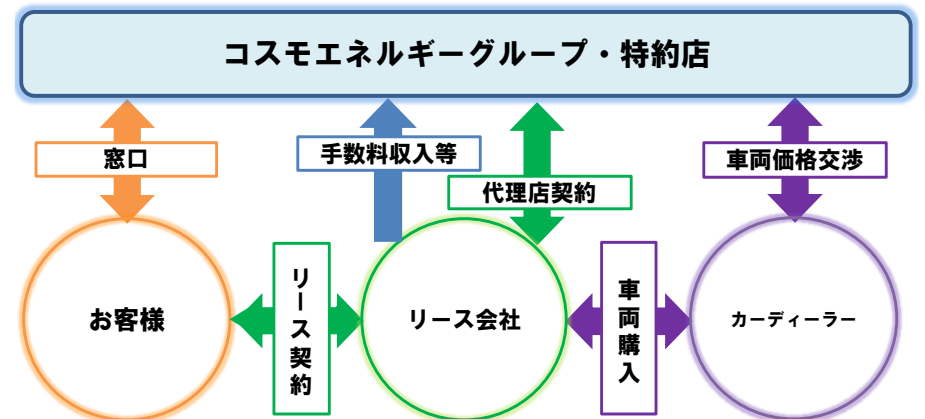 コスモエネルギーグループ・特約店
窓口
手数料収入等
代理店契約
車両価格交渉
お客様
リース契約
リース会社
車両購入
カーディーラー